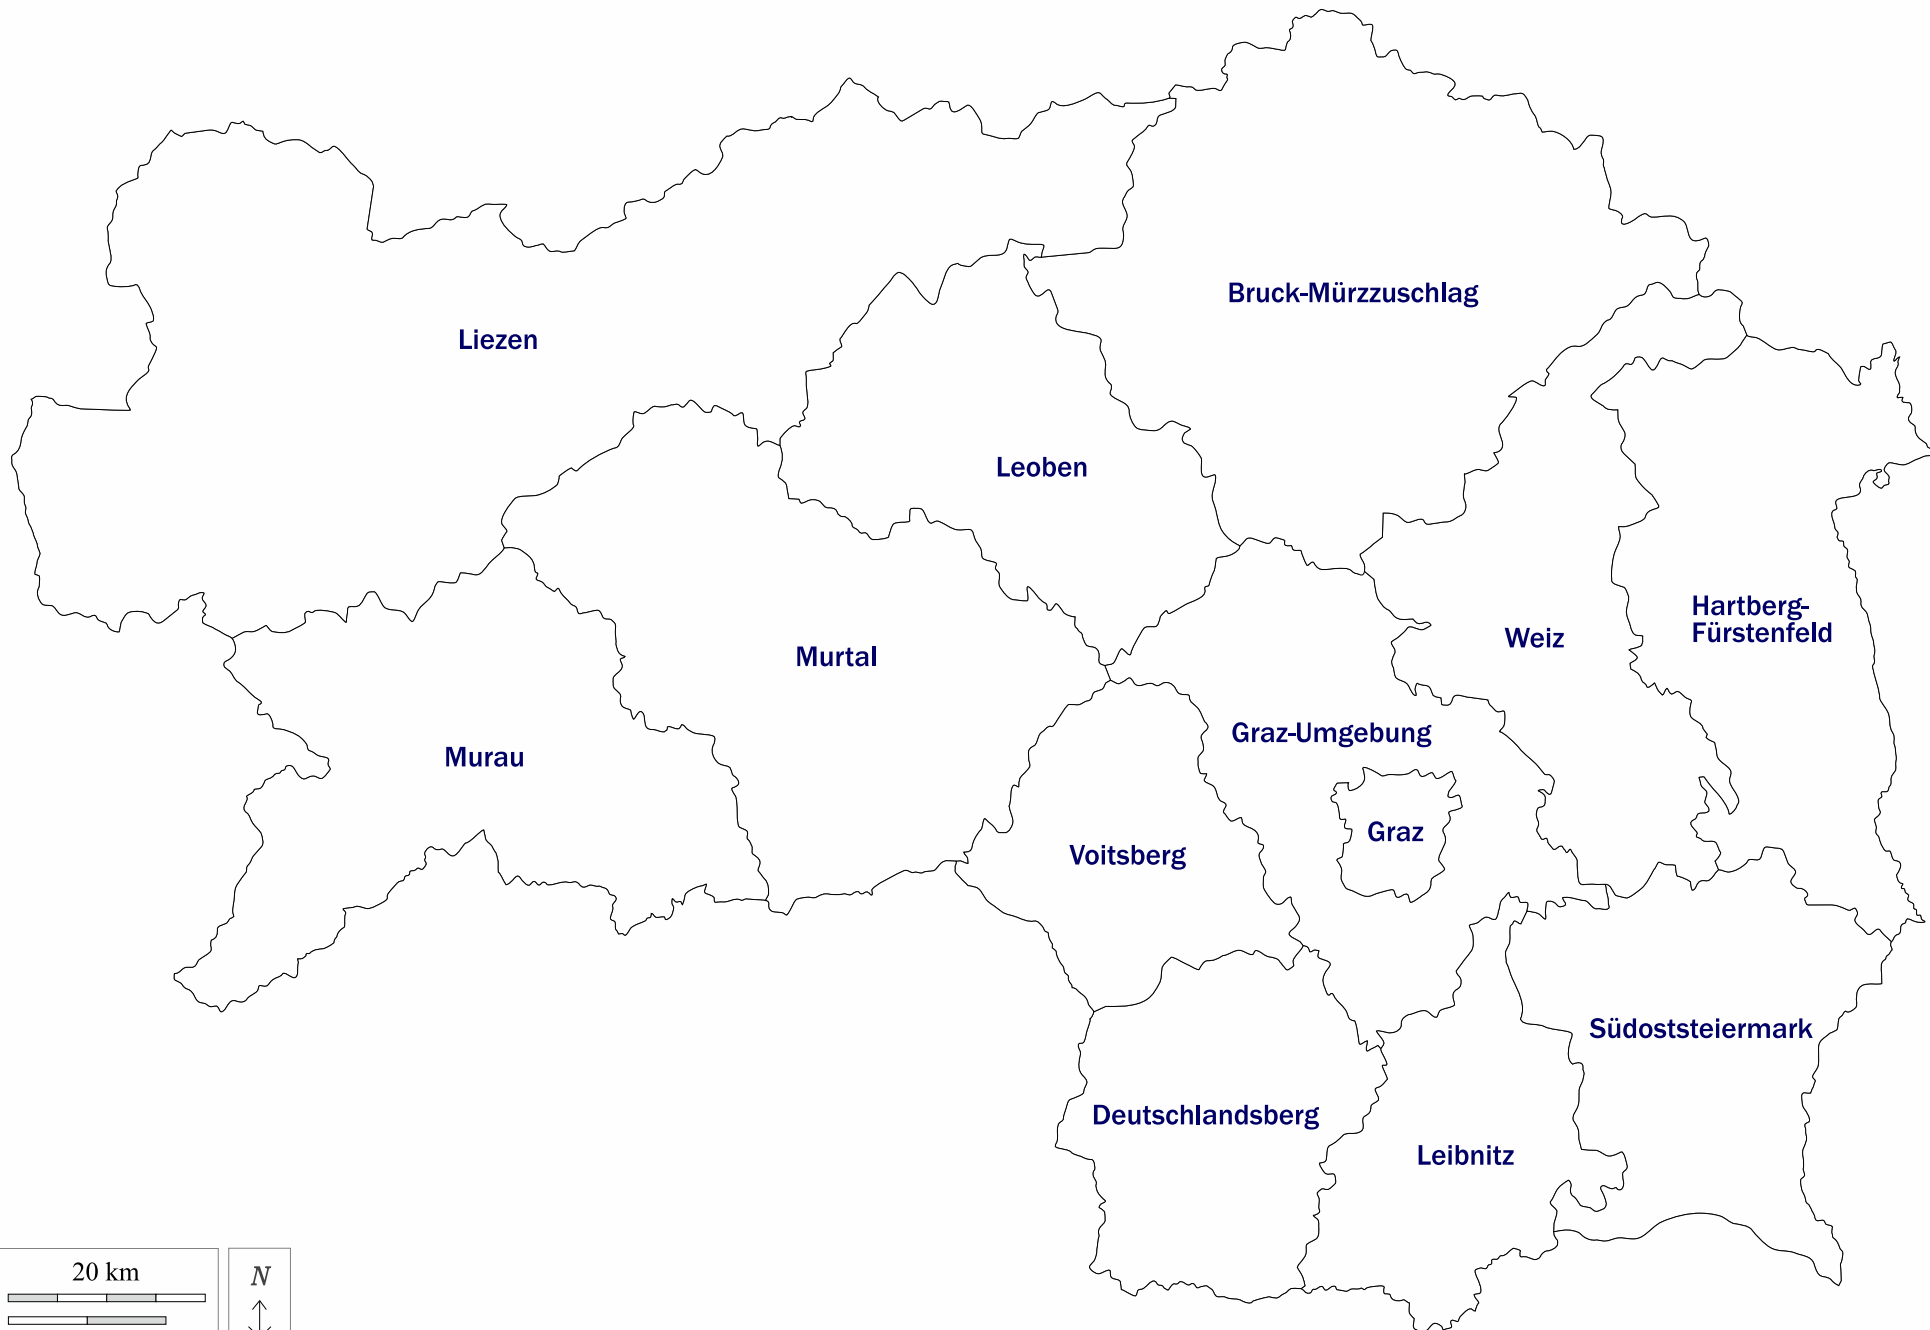 Bruck-Mürzzuschlag
Liezen
Leoben
Hartberg-
Fürstenfeld
Weiz
Murtal
Graz-Umgebung
Murau
Graz
Voitsberg
Südoststeiermark
Deutschlandsberg
Leibnitz
20 km
N